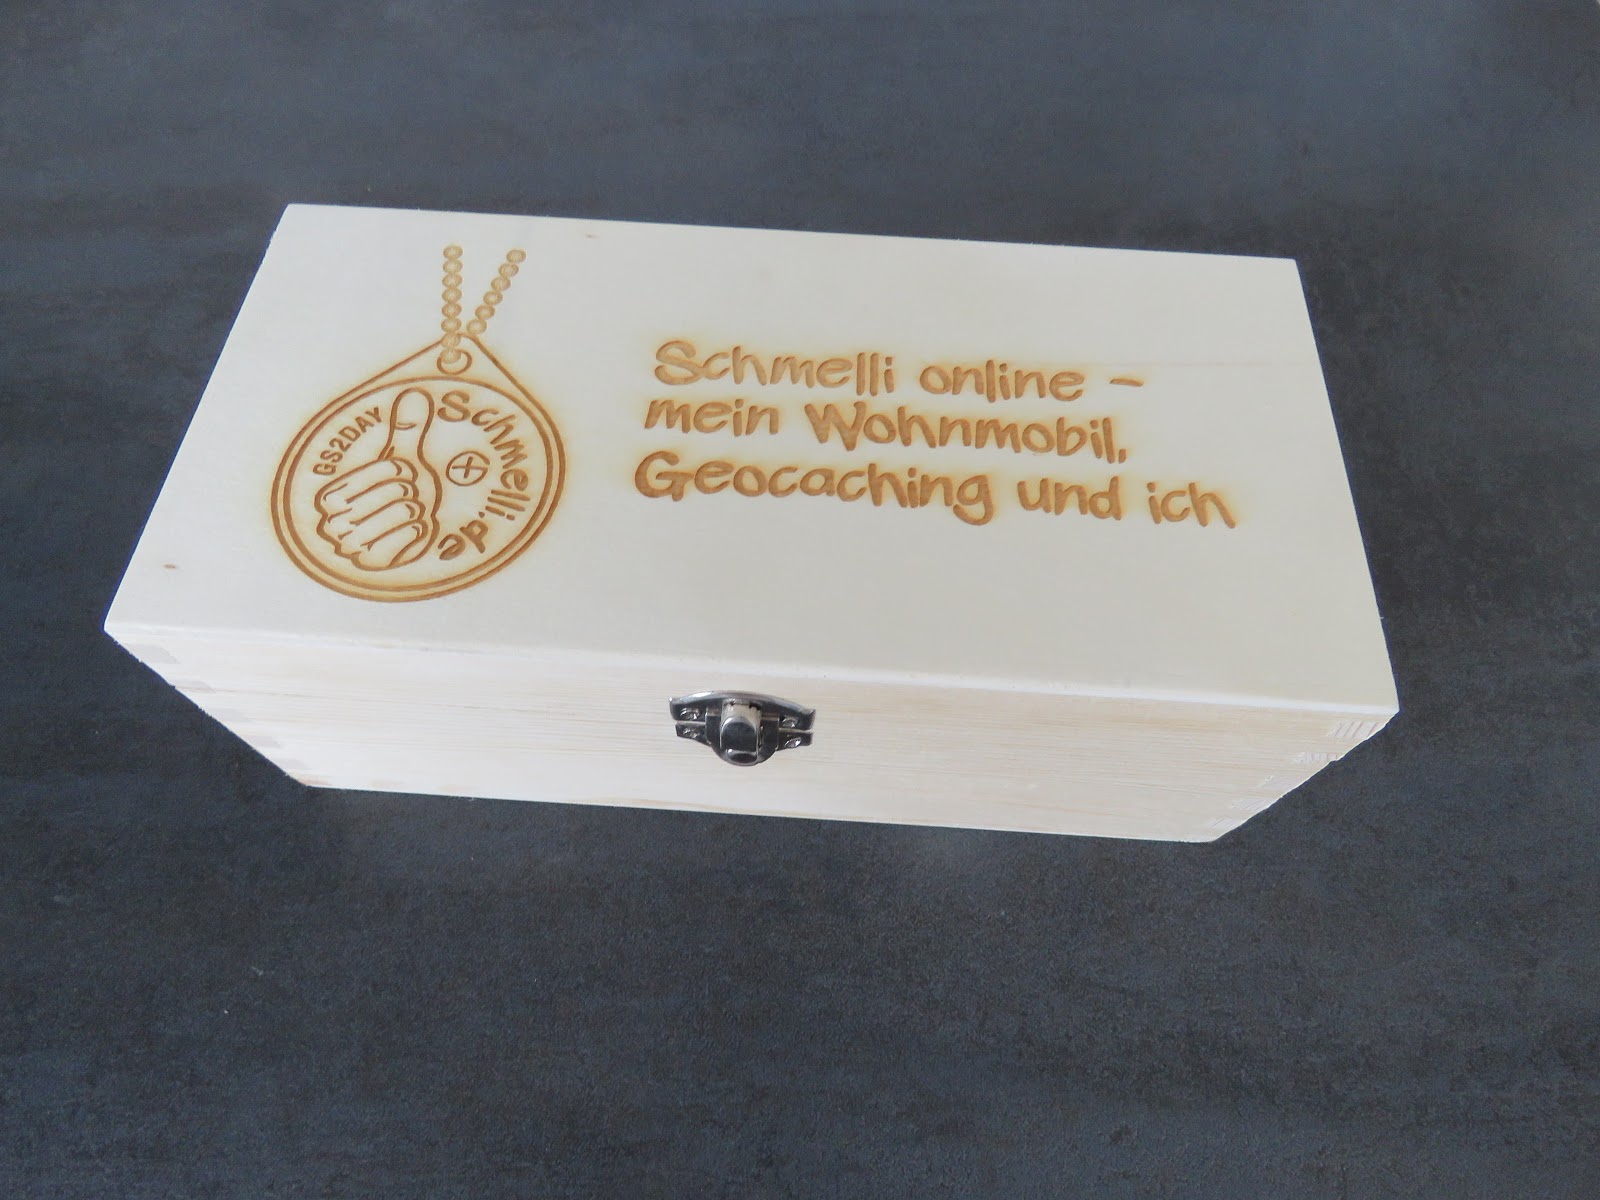 GS2DAY
Schmelli.de
Schmelli online –
mein Wohnmobil,
Geocaching und ich